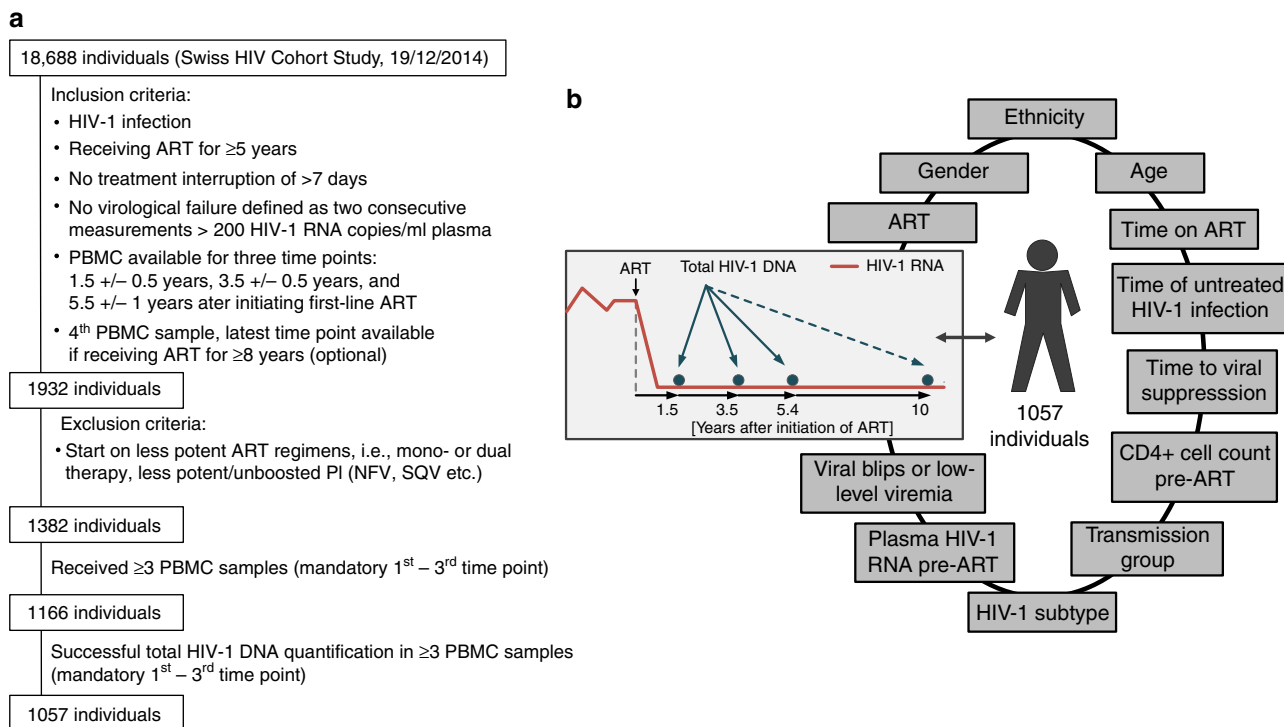 a
18,688 individuals (Swiss HIV Cohort Study, 19/12/2014)
Inclusion criteria:
• HIV-1 infection
• Receiving ART for ≥5 years
• No treatment interruption of >7 days
• No virological failure defined as two consecutive
measurements > 200 HIV-1 RNA copies/ml plasma
• PBMC available for three time points:
1.5 +/– 0.5 years, 3.5 +/– 0.5 years, and
5.5 +/– 1 years ater initiating first-line ART
• 4th PBMC sample, latest time point available
if receiving ART for ≥8 years (optional)
1932 individuals
Exclusion criteria:
• Start on less potent ART regimens, i.e., mono- or dual
therapy, less potent/unboosted PI (NFV, SQV etc.)
1382 individuals
Received ≥3 PBMC samples (mandatory 1st – 3rd time point)
1166 individuals
Successful total HIV-1 DNA quantification in ≥3 PBMC samples
(mandatory 1st – 3rd time point)
1057 individuals
b
Ethnicity
Gender
Age
ART
Time on ART
Time of untreated
HIV-1 infection
Time to viral
suppresssion
CD4+ cell count
pre-ART
Transmission
group
HIV-1 subtype
Plasma HIV-1
RNA pre-ART
Viral blips or low-
level viremia
ART
Total HIV-1 DNA
HIV-1 RNA
1.5 3.5 5.4 10
[Years after initiation of ART]
1057
individuals